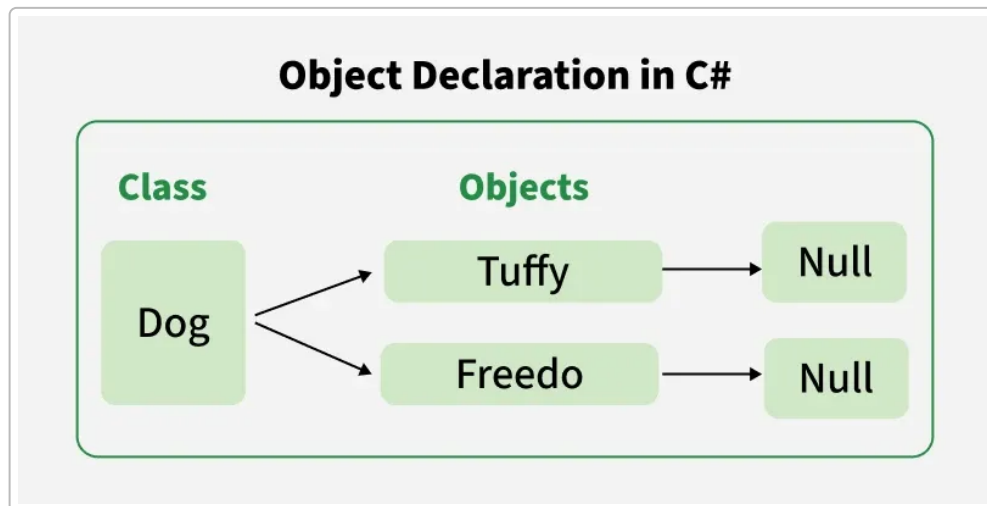 Object Declaration in C#
Class
Objects
Dog
Tuffy
Null
Freedo
Null